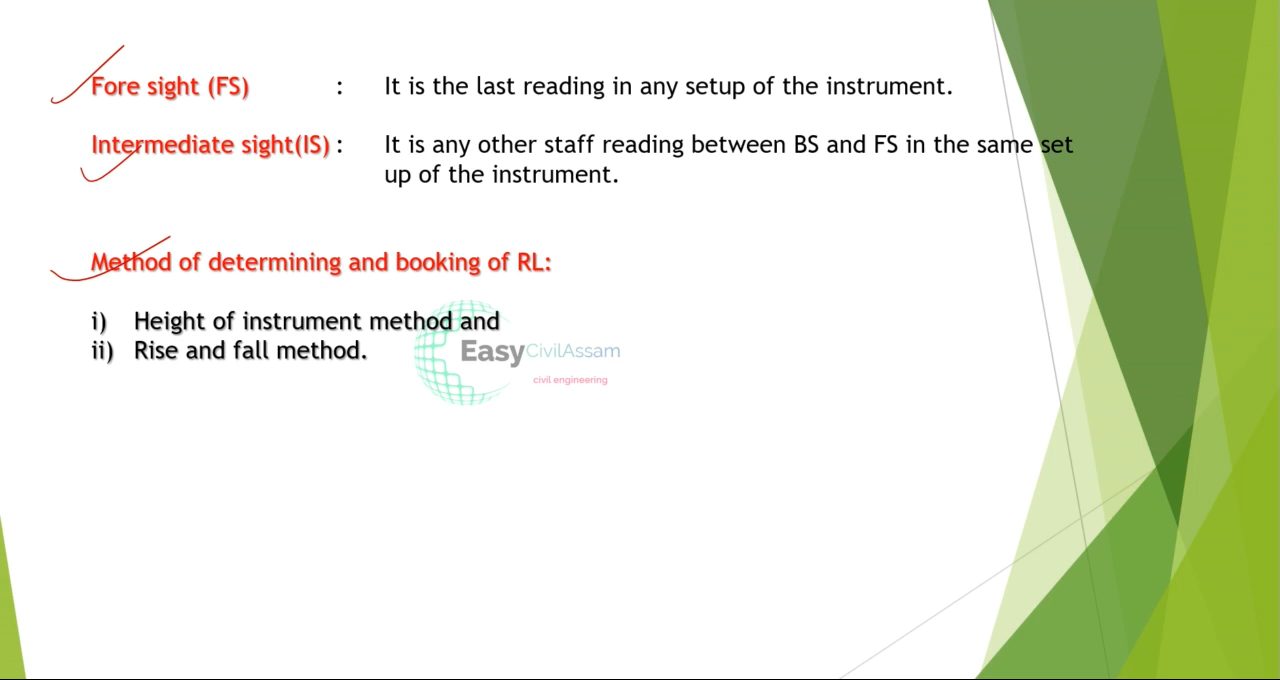 Fore sight (FS) : It is the last reading in any setup of the instrument.
Intermediate sight(IS) : It is any other staff reading between BS and FS in the same set
up of the instrument.
Method of determining and booking of RL:
i) Height of instrument method and
ii) Rise and fall method.
EasyCivilAssam
civil engineering